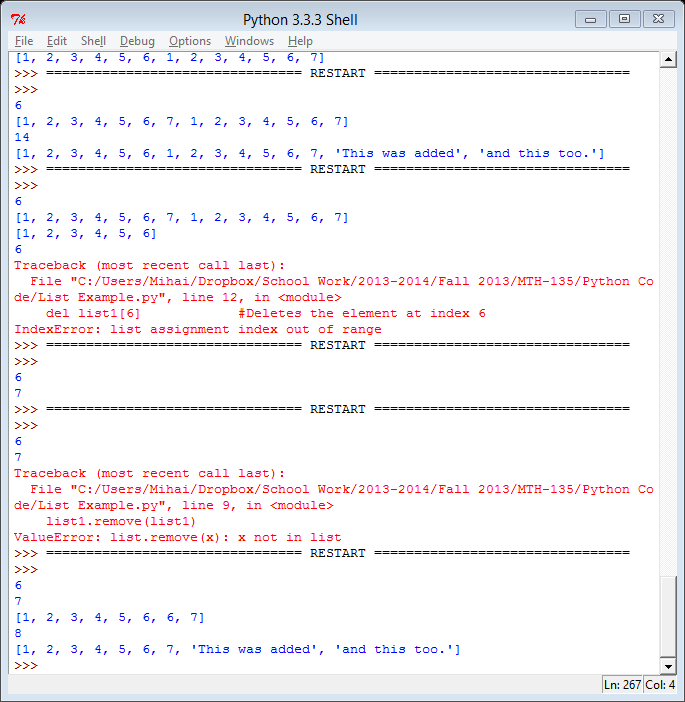 Python 3.3.3 Shell
File Edit Shell Debug Options Windows Help
[1, 2, 3, 4, 5, 6, 1, 2, 3, 4, 5, 6, 7]
>>> ================================ RESTART ================================
>>>
6
[1, 2, 3, 4, 5, 6, 7, 1, 2, 3, 4, 5, 6, 7]
14
[1, 2, 3, 4, 5, 6, 1, 2, 3, 4, 5, 6, 7, 'This was added', 'and this too.']
>>> ================================ RESTART ================================
>>>
6
[1, 2, 3, 4, 5, 6, 7, 1, 2, 3, 4, 5, 6, 7]
[1, 2, 3, 4, 5, 6]
6
Traceback (most recent call last):
  File "C:/Users/Mihai/Dropbox/School Work/2013-2014/Fall 2013/MTH-135/Python Co
de/List Example.py", line 12, in <module>
    del list1[6]            #Deletes the element at index 6
IndexError: list assignment index out of range
>>> ================================ RESTART ================================
>>>
6
7
>>> ================================ RESTART ================================
>>>
6
7
Traceback (most recent call last):
  File "C:/Users/Mihai/Dropbox/School Work/2013-2014/Fall 2013/MTH-135/Python Co
de/List Example.py", line 9, in <module>
    list1.remove(list1)
ValueError: list.remove(x): x not in list
>>> ================================ RESTART ================================
>>>
6
7
[1, 2, 3, 4, 5, 6, 6, 7]
8
[1, 2, 3, 4, 5, 6, 7, 'This was added', 'and this too.']
>>>
Ln: 267 Col: 4